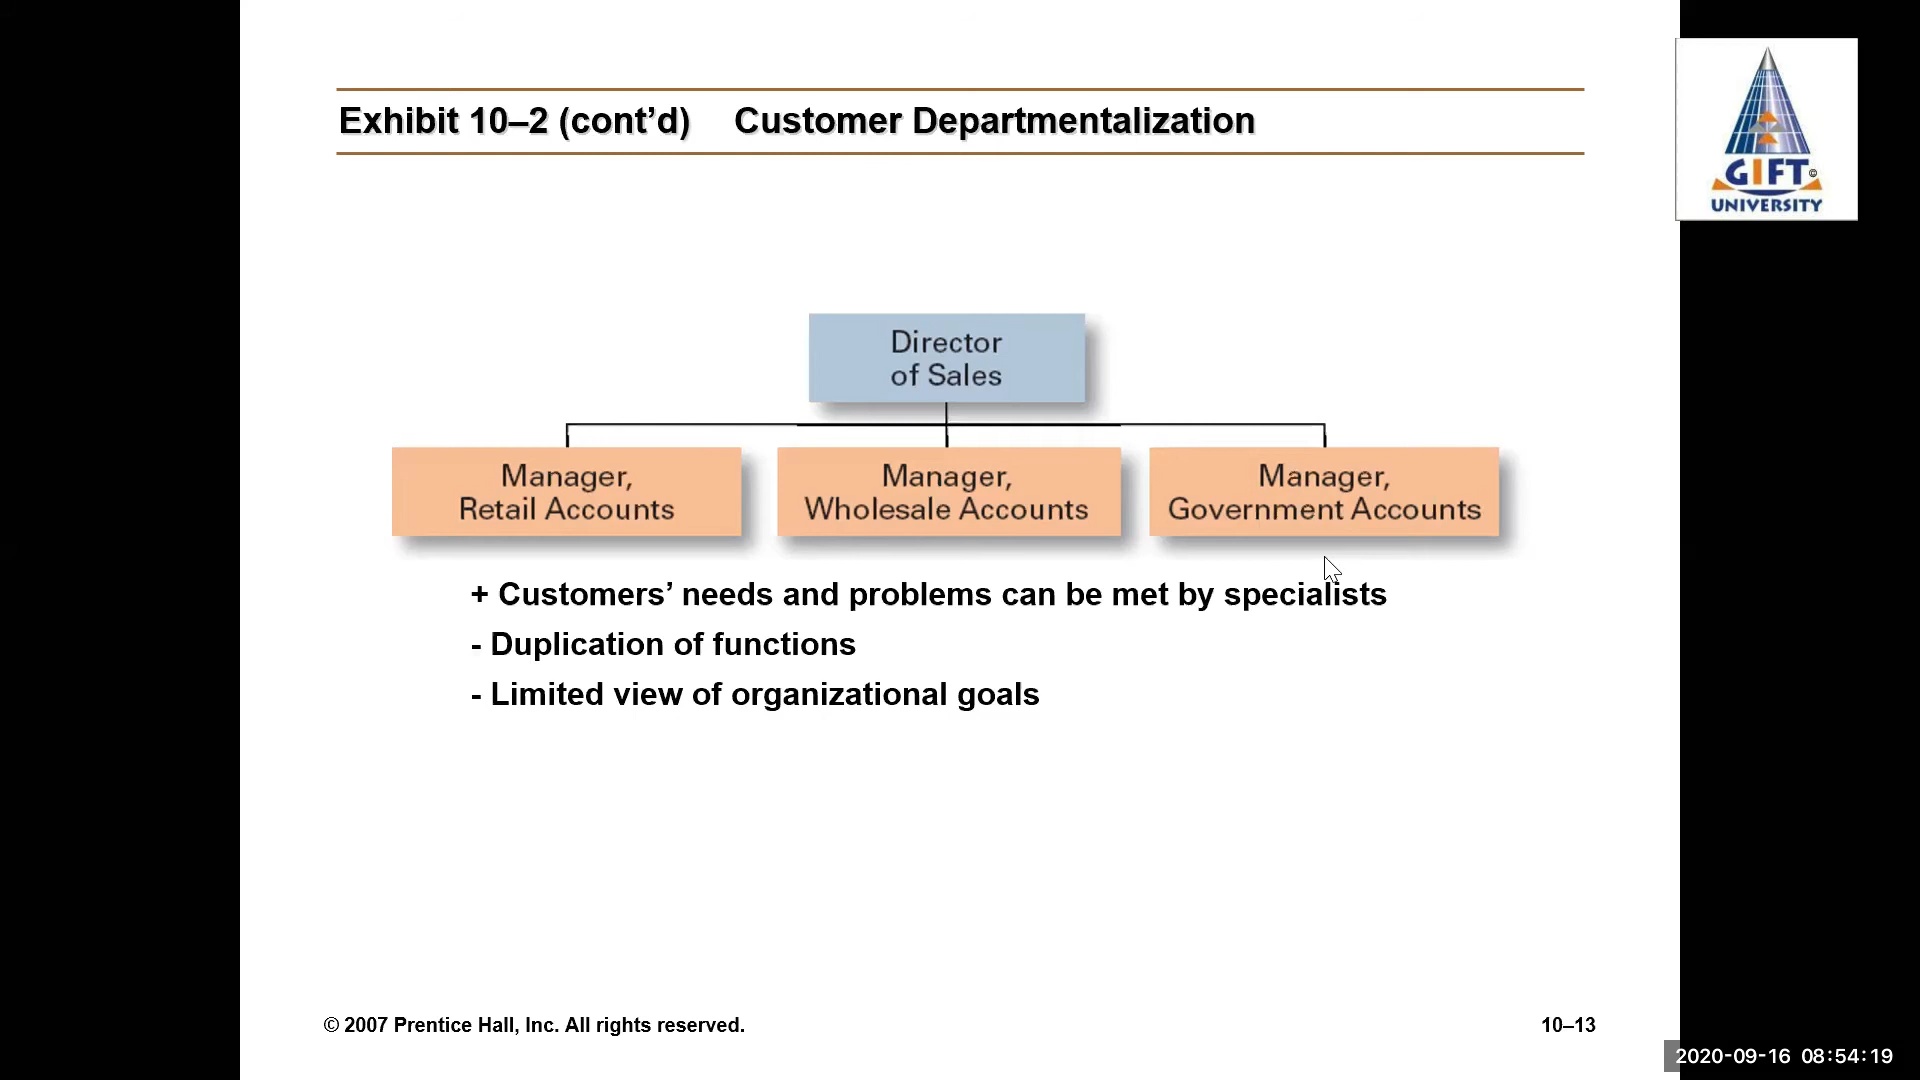 Exhibit 10–2 (cont’d) Customer Departmentalization
GIFT©
UNIVERSITY
Director
of Sales
Manager,
Retail Accounts
Manager,
Wholesale Accounts
Manager,
Government Accounts
+ Customers’ needs and problems can be met by specialists
- Duplication of functions
- Limited view of organizational goals
© 2007 Prentice Hall, Inc. All rights reserved.
10–13
2020-09-16 08:54:19